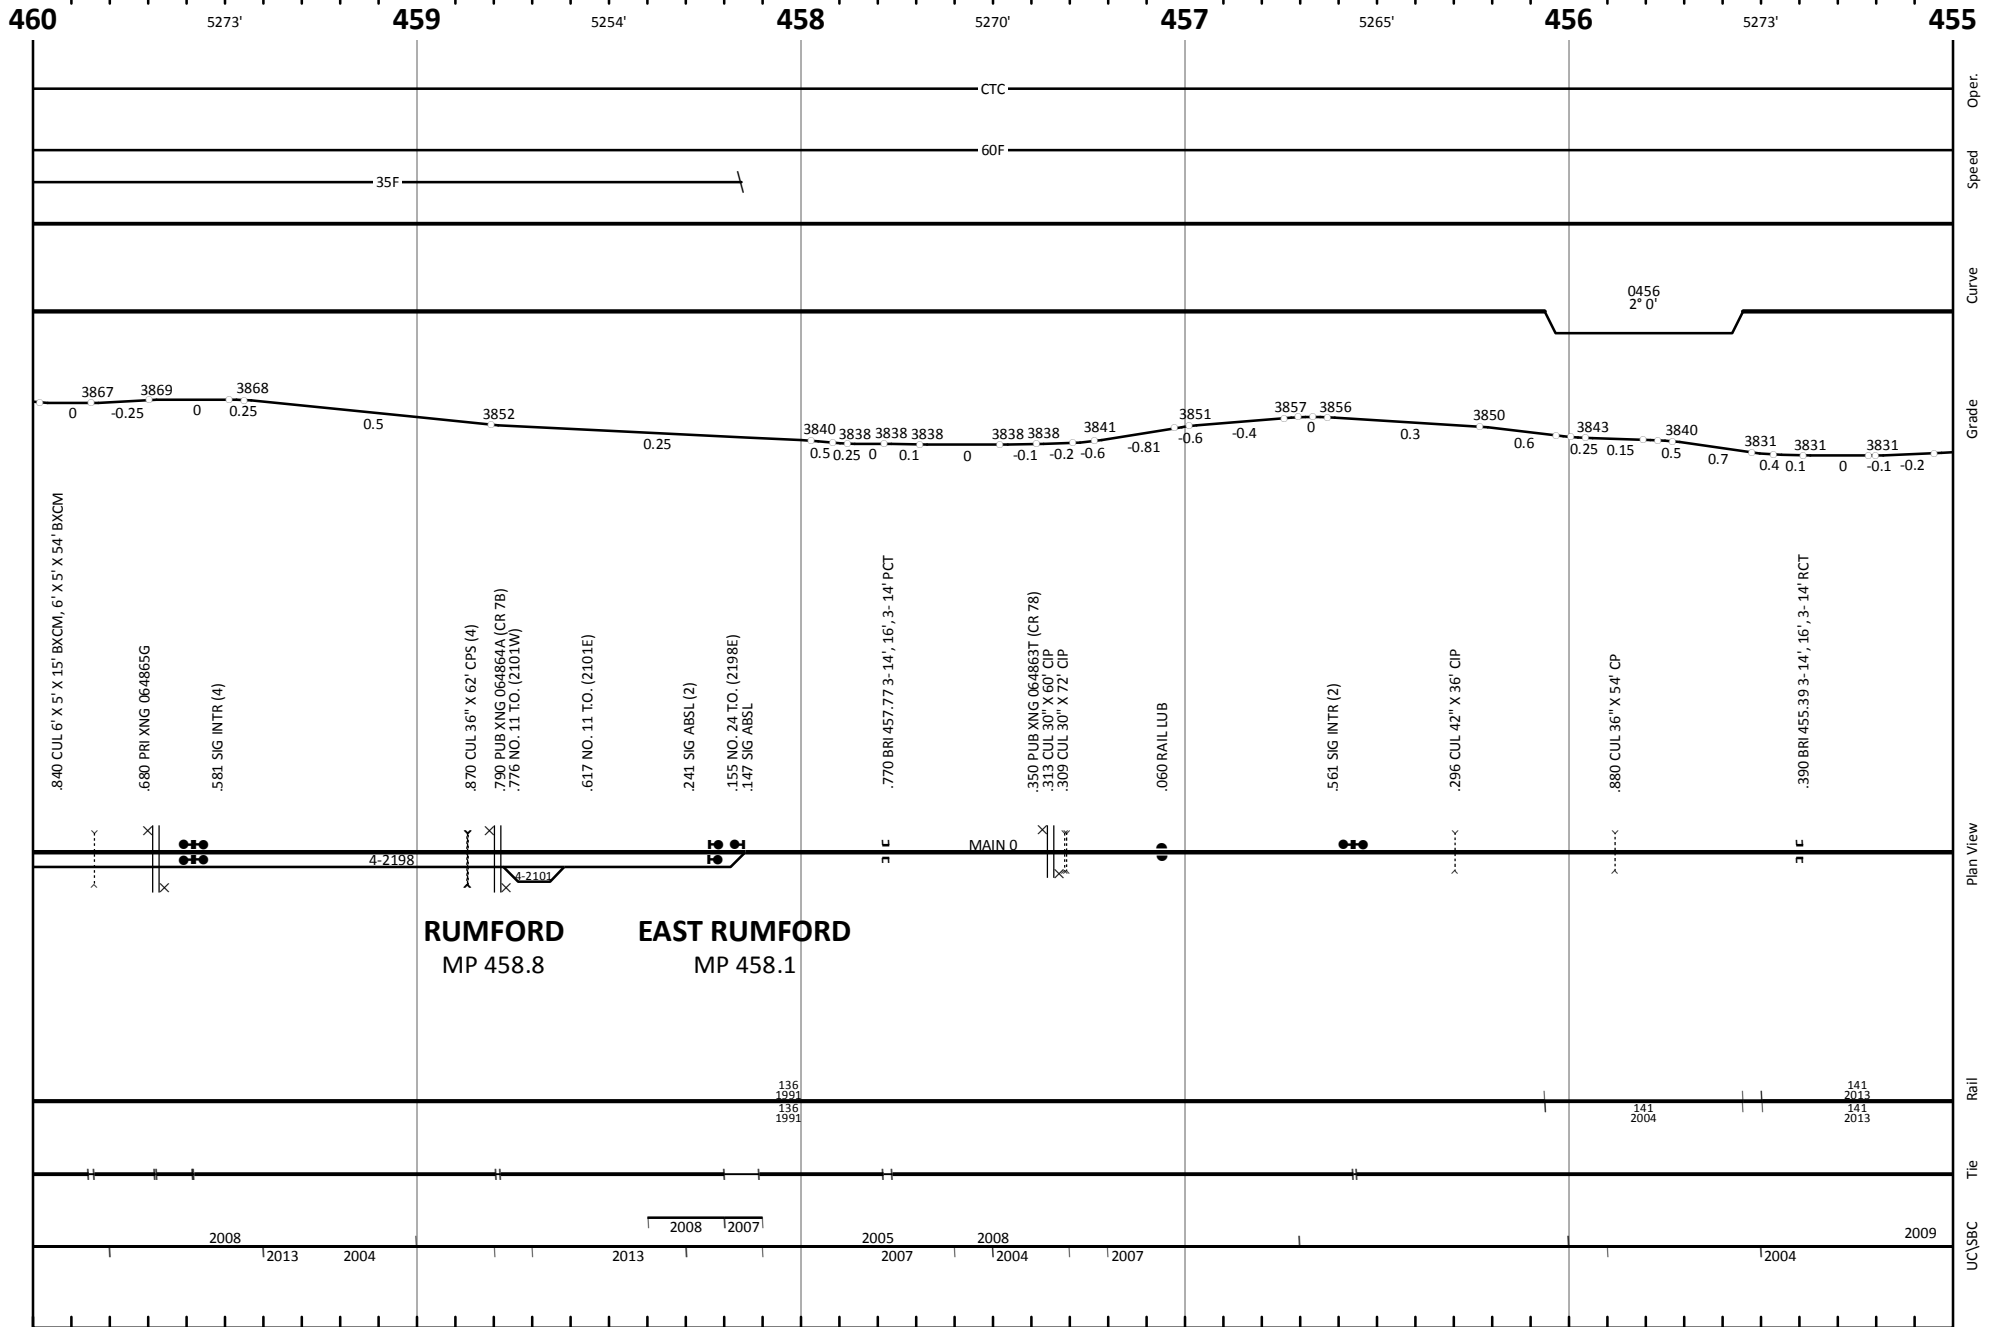 460 5273' 459 5254' 458 5270' 457 5265' 456 5273' 455
CTC
Oper.
60F
35F
Speed
0456
2° 0'
Curve
3867 3869 3868 3852 3840 3838 3838 3838 3838 3838 3841 3851 3857 3856 3850 3843 3840 3831 3831 3831
0 -0.25 0 0.25 0.5 0.25 0.5 0.25 0 0.1 0 -0.1 -0.2 -0.6 -0.81 -0.6 -0.4 0 0.3 0.6 0.25 0.15 0.5 0.7 0.4 0.1 0 -0.1 -0.2
Grade
.840 CUL 6' X 5' X 15' BXCM, 6' X 5' X 54' BXCM
.680 PRI XNG 064865G
.581 SIG INTR (4)
.870 CUL 36" X 62' CPS (4)
.790 PUB XNG 064864A (CR 7B)
.776 NO. 11 T.O. (2101W)
.617 NO. 11 T.O. (2101E)
.241 SIG ABSL (2)
.155 NO. 24 T.O. (2198E)
.147 SIG ABSL
.770 BRI 457.77 3- 14', 16', 3- 14' PCT
.350 PUB XNG 064863T (CR 78)
.313 CUL 30" X 60' CIP
.309 CUL 30" X 72' CIP
.060 RAIL LUB
.561 SIG INTR (2)
.296 CUL 42" X 36' CIP
.880 CUL 36" X 54' CP
.390 BRI 455.39 3- 14', 16', 3- 14' RCT
MAIN 0
4-2198
4-2101
Plan View
RUMFORD
MP 458.8
EAST RUMFORD
MP 458.1
136
1991
136
1991
141
2004
141
2013
141
2013
Rail
Tie
2008 2007
2008 2005 2008 2009
2013 2004 2013 2007 2004 2007 2004
UC\SBC